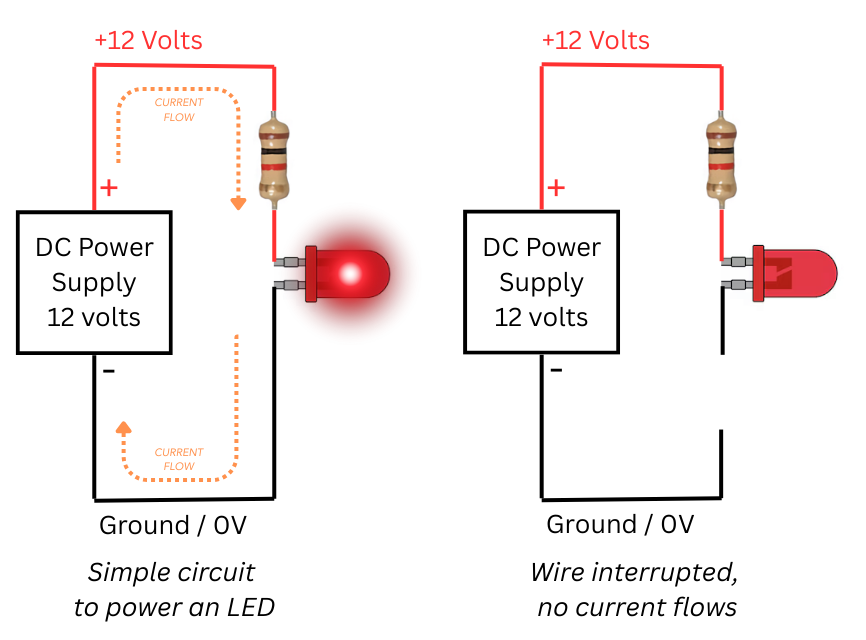 +12 Volts
CURRENT
FLOW
+
DC Power
Supply
12 volts
-
CURRENT
FLOW
Ground / 0V
Simple circuit
to power an LED
+12 Volts
+
DC Power
Supply
12 volts
-
Ground / 0V
Wire interrupted,
no current flows